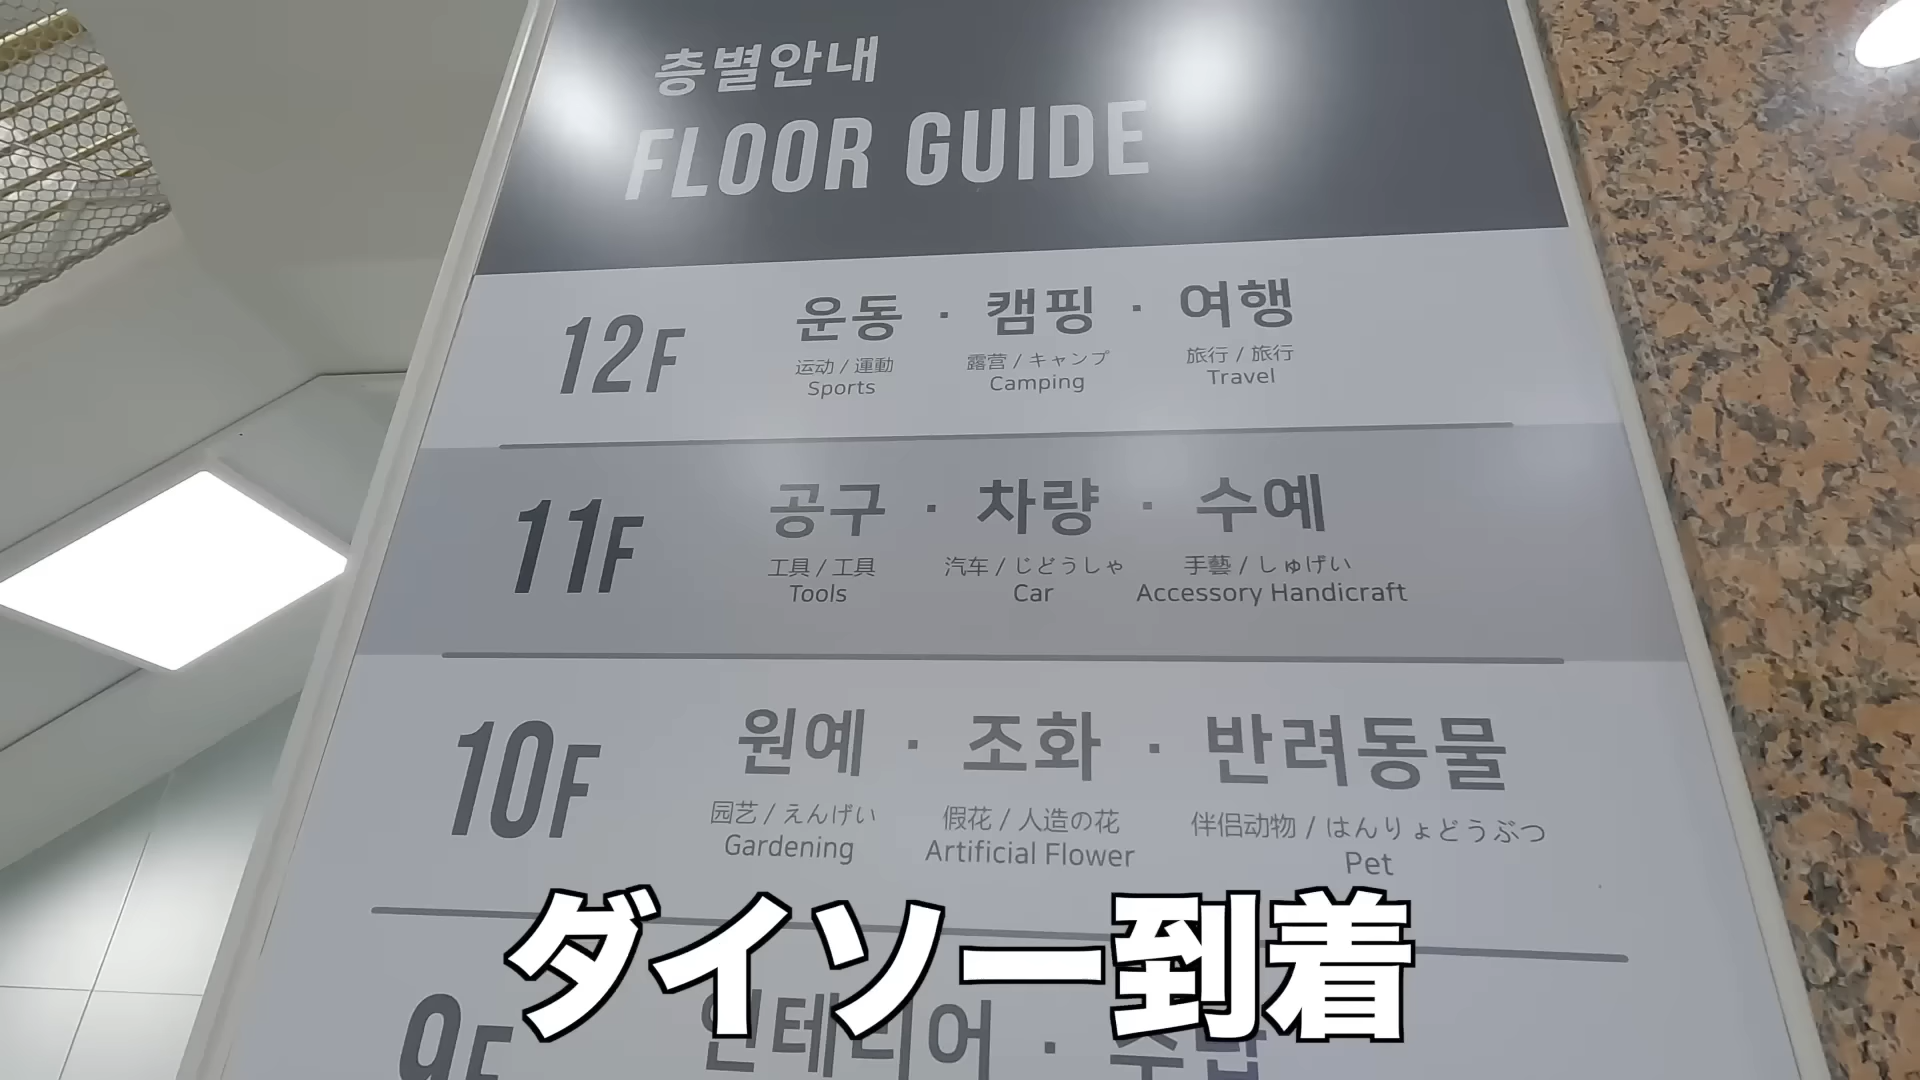 층별안내
FLOOR GUIDE
12F 운동 · 캠핑 · 여행
运动 / 運動 露营 / キャンプ 旅行 / 旅行
Sports Camping Travel
11F 공구 · 차량 · 수예
工具 / 工具 汽车 / じどうしゃ 手藝 / しゅげい
Tools Car Accessory Handicraft
10F 원예 · 조화 · 반려동물
园艺 / えんげい 假花 / 人造の花 伴侣动物 / はんりょどうぶつ
Gardening Artificial Flower Pet
ダイソー到着
9F 인테리어 ·